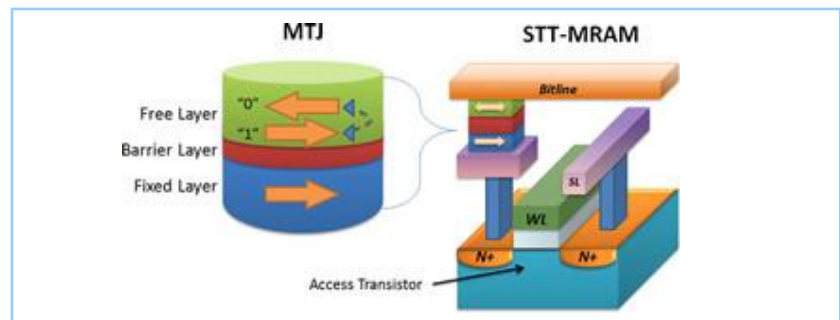 MTJ
STT-MRAM
Bitline
"0"
Free Layer
"1"
Barrier Layer
Fixed Layer
SL
WL
N+
N+
Access Transistor